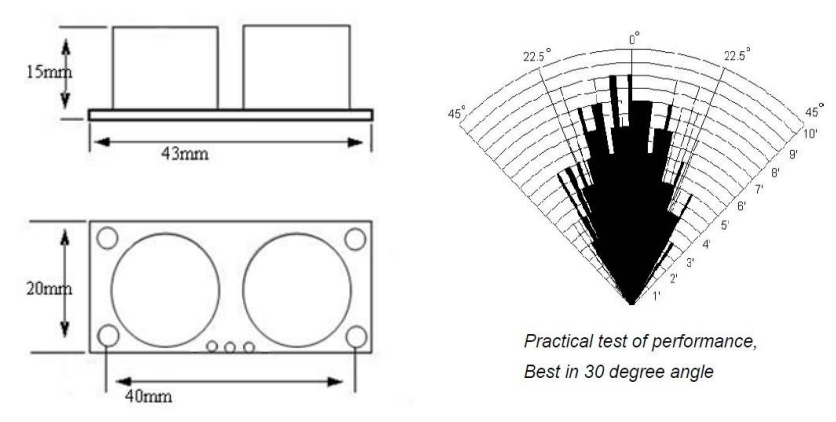 15mm
43mm
20mm
40mm
0°
22.5°
22.5°
45°
45°
10'
9'
8'
7'
6'
5'
4'
3'
2'
1'
Practical test of performance,
Best in 30 degree angle